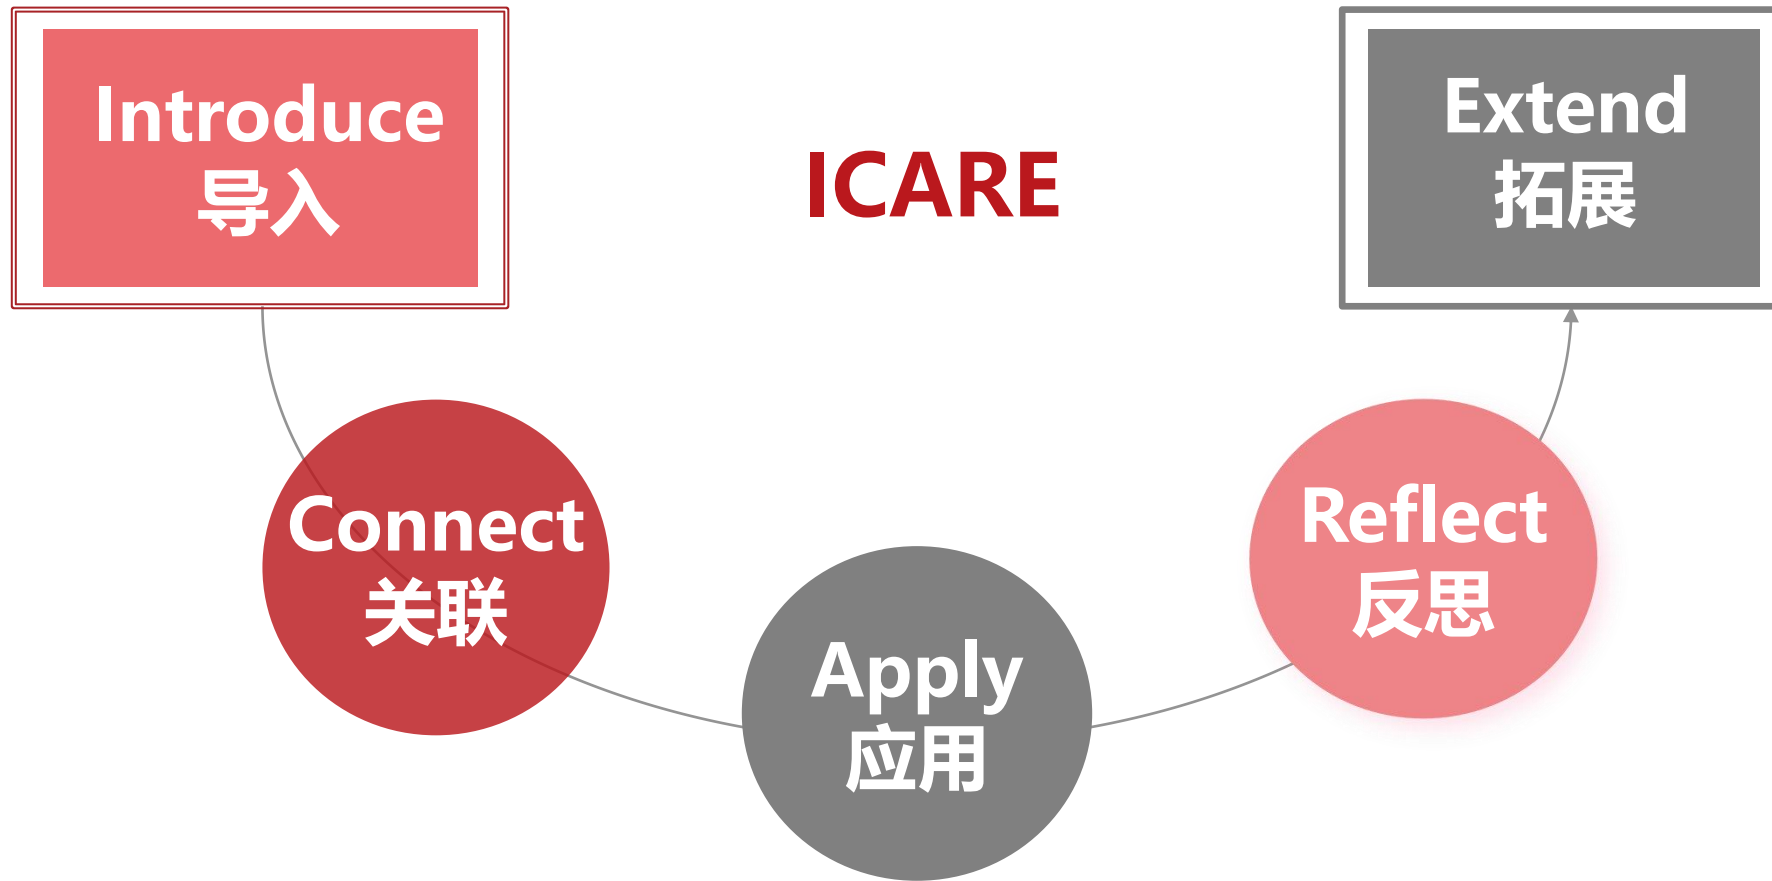 ICARE
Introduce
导入
Connect
关联
Apply
应用
Reflect
反思
Extend
拓展